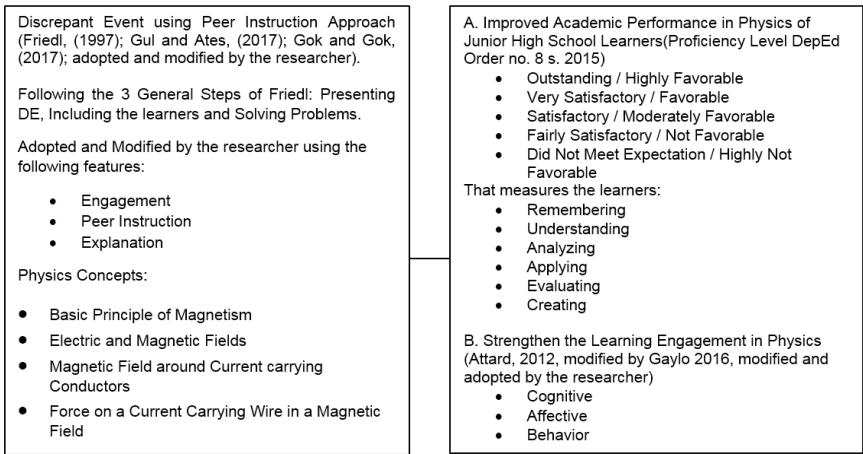 Discrepant Event using Peer Instruction Approach
(Friedl, (1997); Gul and Ates, (2017); Gok and Gok,
(2017); adopted and modified by the researcher).
Following the 3 General Steps of Friedl: Presenting
DE, Including the learners and Solving Problems.
Adopted and Modified by the researcher using the
following features:
• Engagement
• Peer Instruction
• Explanation
Physics Concepts:
• Basic Principle of Magnetism
• Electric and Magnetic Fields
• Magnetic Field around Current carrying
Conductors
• Force on a Current Carrying Wire in a Magnetic
Field
A. Improved Academic Performance in Physics of
Junior High School Learners(Proficiency Level DepEd
Order no. 8 s. 2015)
• Outstanding / Highly Favorable
• Very Satisfactory / Favorable
• Satisfactory / Moderately Favorable
• Fairly Satisfactory / Not Favorable
• Did Not Meet Expectation / Highly Not
Favorable
That measures the learners:
• Remembering
• Understanding
• Analyzing
• Applying
• Evaluating
• Creating
B. Strengthen the Learning Engagement in Physics
(Attard, 2012, modified by Gaylo 2016, modified and
adopted by the researcher)
• Cognitive
• Affective
• Behavior